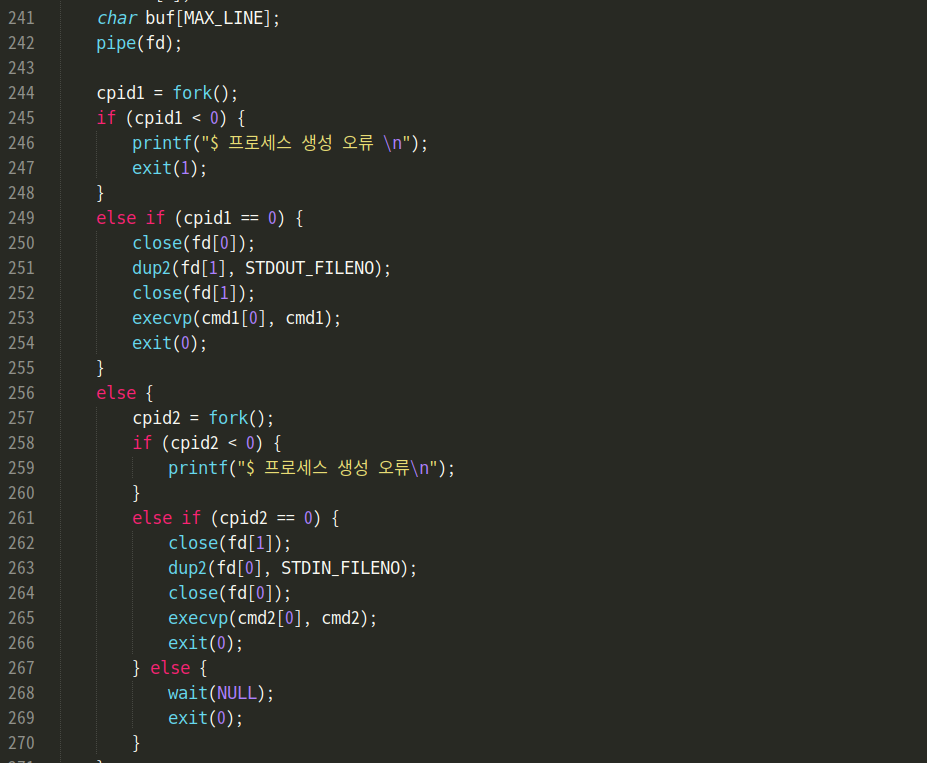 241 char buf[MAX_LINE];
242 pipe(fd);
243
244 cpid1 = fork();
245 if (cpid1 < 0) {
246 printf("$ 프로세스 생성 오류 \n");
247 exit(1);
248 }
249 else if (cpid1 == 0) {
250 close(fd[0]);
251 dup2(fd[1], STDOUT_FILENO);
252 close(fd[1]);
253 execvp(cmd1[0], cmd1);
254 exit(0);
255 }
256 else {
257 cpid2 = fork();
258 if (cpid2 < 0) {
259 printf("$ 프로세스 생성 오류\n");
260 }
261 else if (cpid2 == 0) {
262 close(fd[1]);
263 dup2(fd[0], STDIN_FILENO);
264 close(fd[0]);
265 execvp(cmd2[0], cmd2);
266 exit(0);
267 } else {
268 wait(NULL);
269 exit(0);
270 }